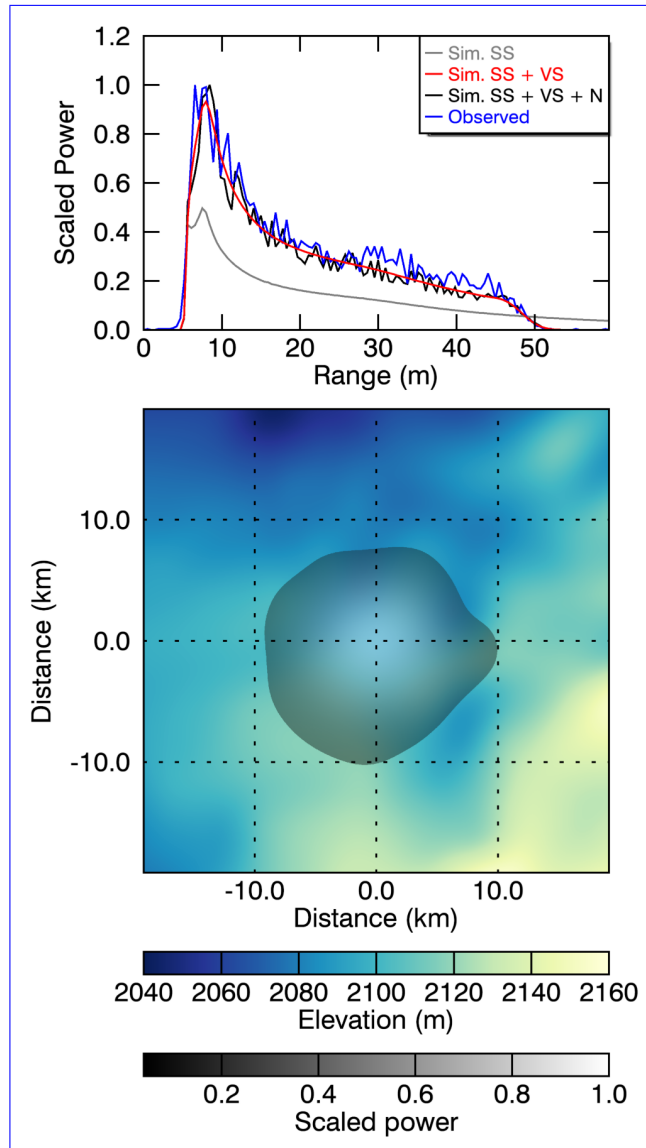 1.2
1.0
0.8
0.6
0.4
0.2
0.0
Scaled Power
Sim. SS
Sim. SS + VS
Sim. SS + VS + N
Observed
0 10 20 30 40 50
Range (m)
10.0
0.0
-10.0
Distance (km)
-10.0 0.0 10.0
Distance (km)
2040 2060 2080 2100 2120 2140 2160
Elevation (m)
0.2 0.4 0.6 0.8 1.0
Scaled power